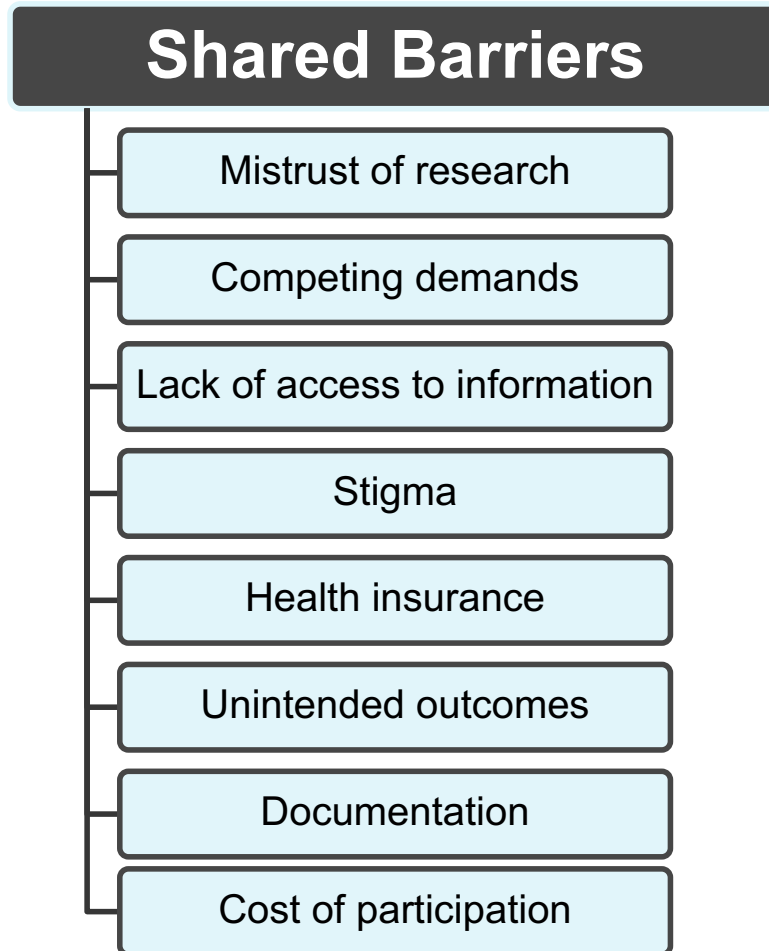 Shared Barriers
Mistrust of research
Competing demands
Lack of access to information
Stigma
Health insurance
Unintended outcomes
Documentation
Cost of participation